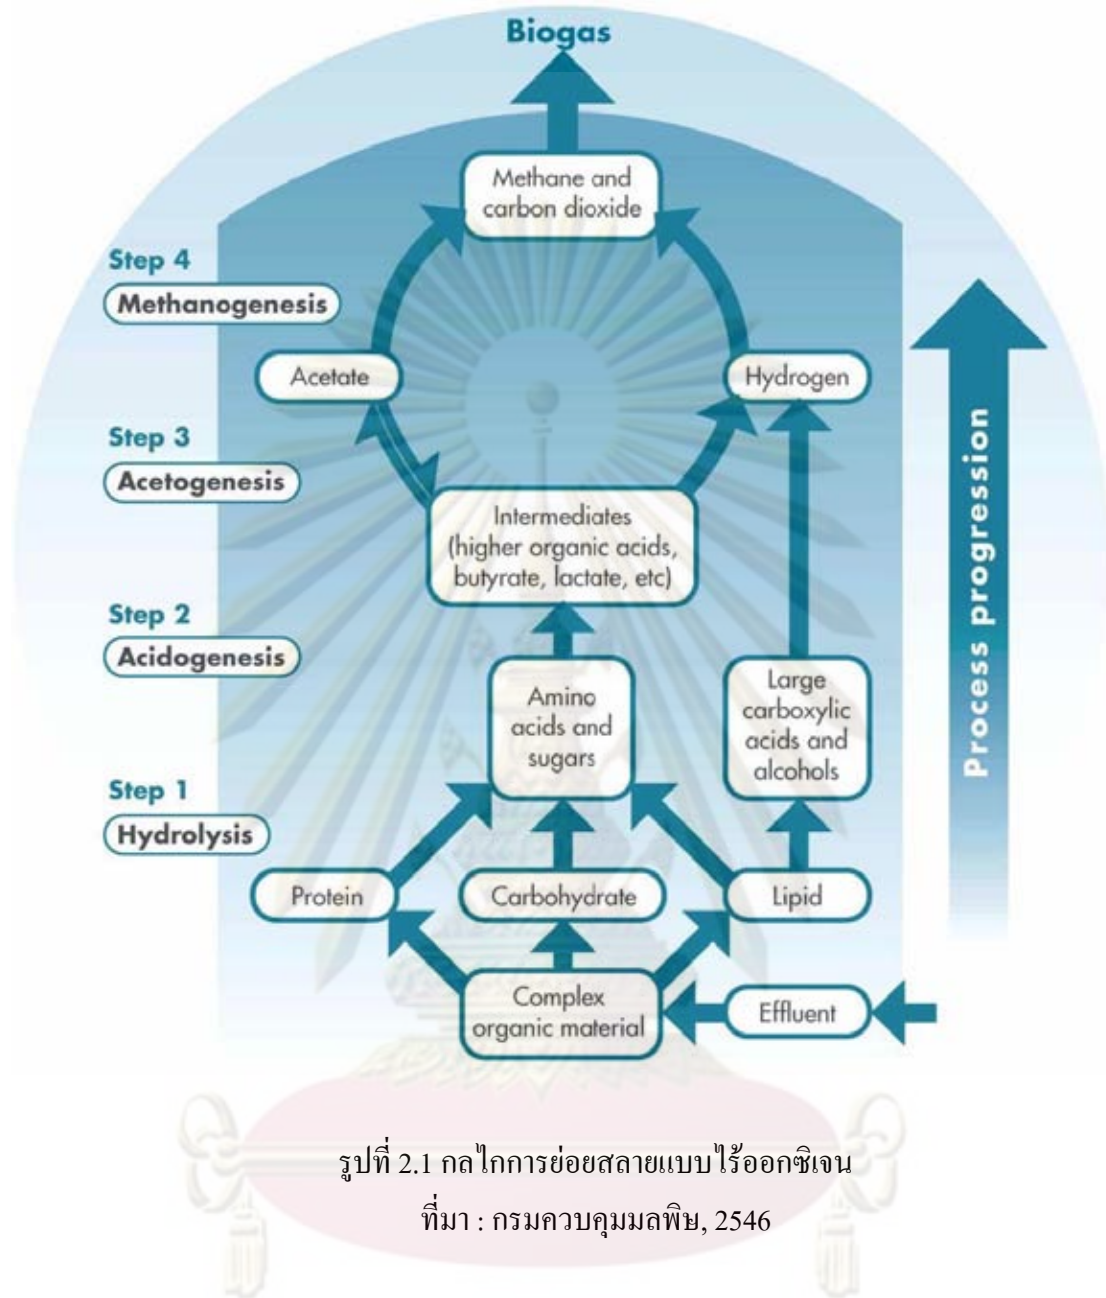 Biogas
Methane and
carbon dioxide
Step 4
Methanogenesis
Acetate
Hydrogen
Step 3
Acetogenesis
Intermediates
(higher organic acids,
butyrate, lactate, etc)
Step 2
Acidogenesis
Amino
acids and
sugars
Large
carboxylic
acids and
alcohols
Step 1
Hydrolysis
Protein
Carbohydrate
Lipid
Complex
organic material
Effluent
Process progression
รูปที่ 2.1 กลไกการย่อยสลายแบบไร้ออกซิเจน
ที่มา : กรมควบคุมมลพิษ, 2546